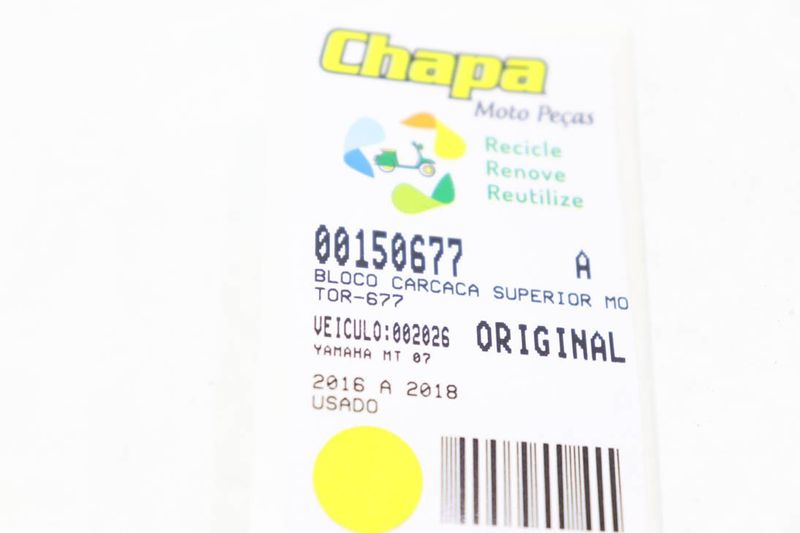 Chapa
Moto Peças
Recicle
Renove
Reutilize
00150677 A
BLOCO CARCACA SUPERIOR MO
TOR-677
VEICULO:002026 ORIGINAL
YAMAHA MT 07
2016 A 2018
USADO